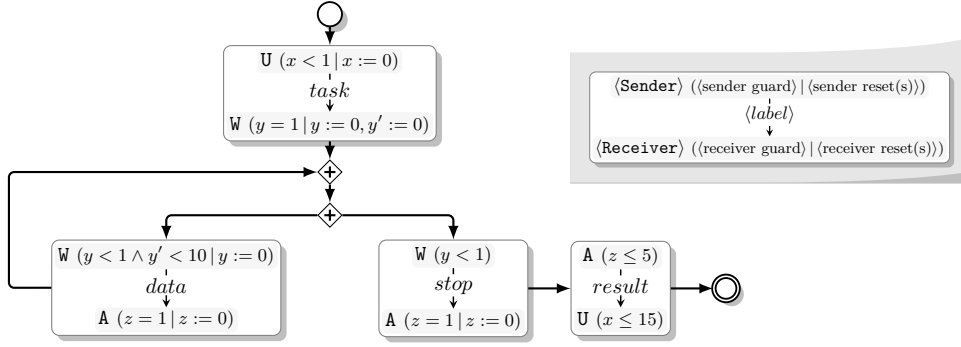 U (x < 1 | x := 0)
task
W (y = 1 | y := 0, y′ := 0)
⟨Sender⟩ (⟨sender guard⟩ | ⟨sender reset(s)⟩)
⟨label⟩
⟨Receiver⟩ (⟨receiver guard⟩ | ⟨receiver reset(s)⟩)
+
+
W (y < 1 ∧ y′ < 10 | y := 0)
data
A (z = 1 | z := 0)
W (y < 1)
stop
A (z = 1 | z := 0)
A (z ≤ 5)
result
U (x ≤ 15)